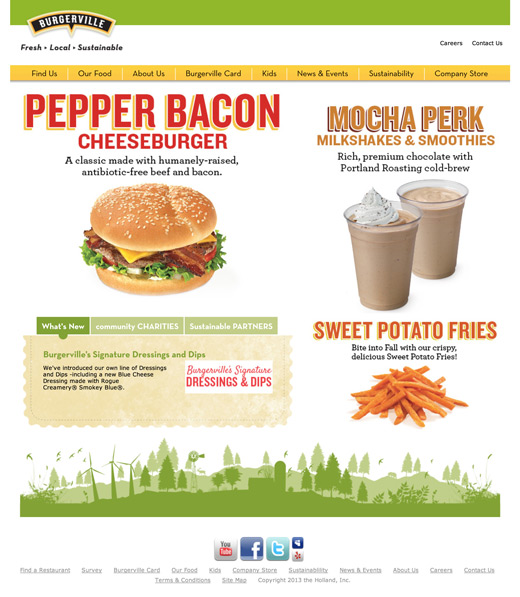 BURGERVILLE
Fresh • Local • Sustainable
Careers Contact Us
Find Us Our Food About Us Burgerville Card Kids News & Events Sustainability Company Store
PEPPER BACON
CHEESEBURGER
A classic made with humanely-raised,
antibiotic-free beef and bacon.
MOCHA PERK
MILKSHAKES & SMOOTHIES
Rich, premium chocolate with
Portland Roasting cold-brew
What's New community CHARITIES Sustainable PARTNERS
Burgerville's Signature Dressings and Dips
We've introduced our own line of Dressings
and Dips -including a new Blue Cheese
Dressing made with Rogue
Creamery® Smokey Blue®.
Burgerville's Signature
DRESSINGS & DIPS
SWEET POTATO FRIES
Bite into Fall with our crispy,
delicious Sweet Potato Fries!
You
Tube
Find a Restaurant Survey Burgerville Card Our Food Kids Company Store Sustainability News & Events About Us Careers Contact Us
Terms & Conditions Site Map Copyright 2013 the Holland, Inc.